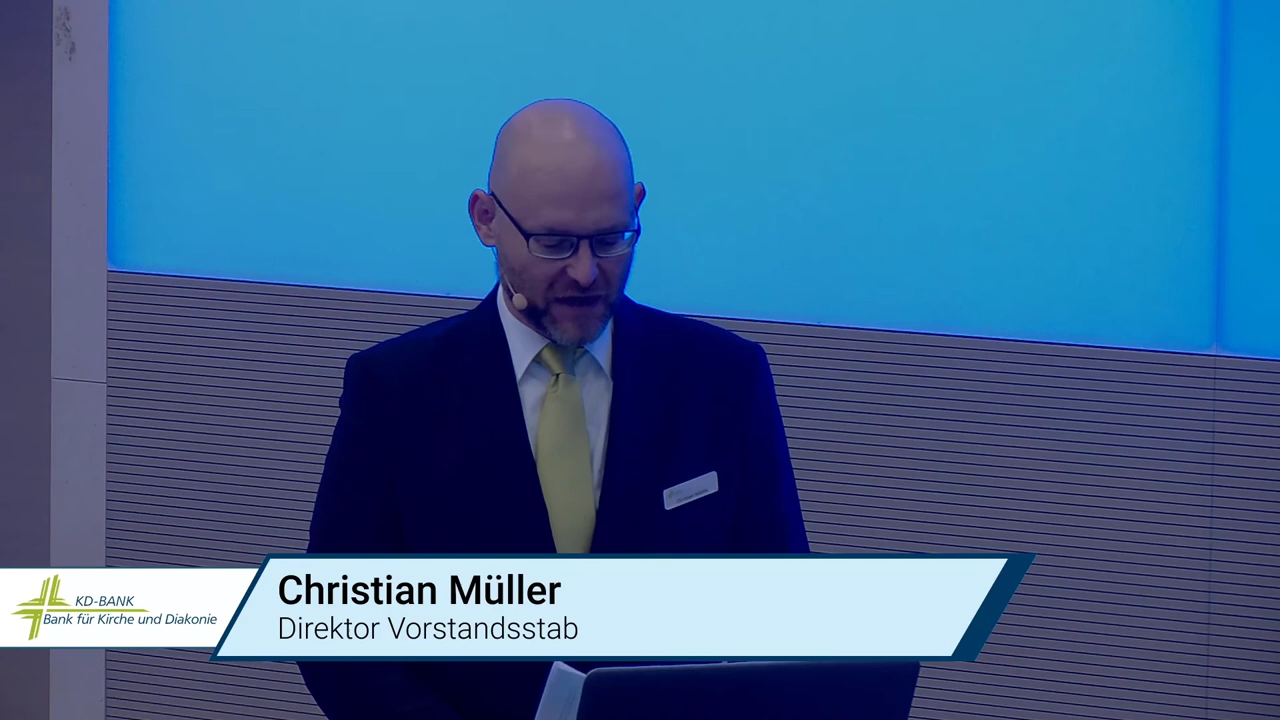 KD-BANK
Bank für Kirche und Diakonie
Christian Müller
Direktor Vorstandsstab